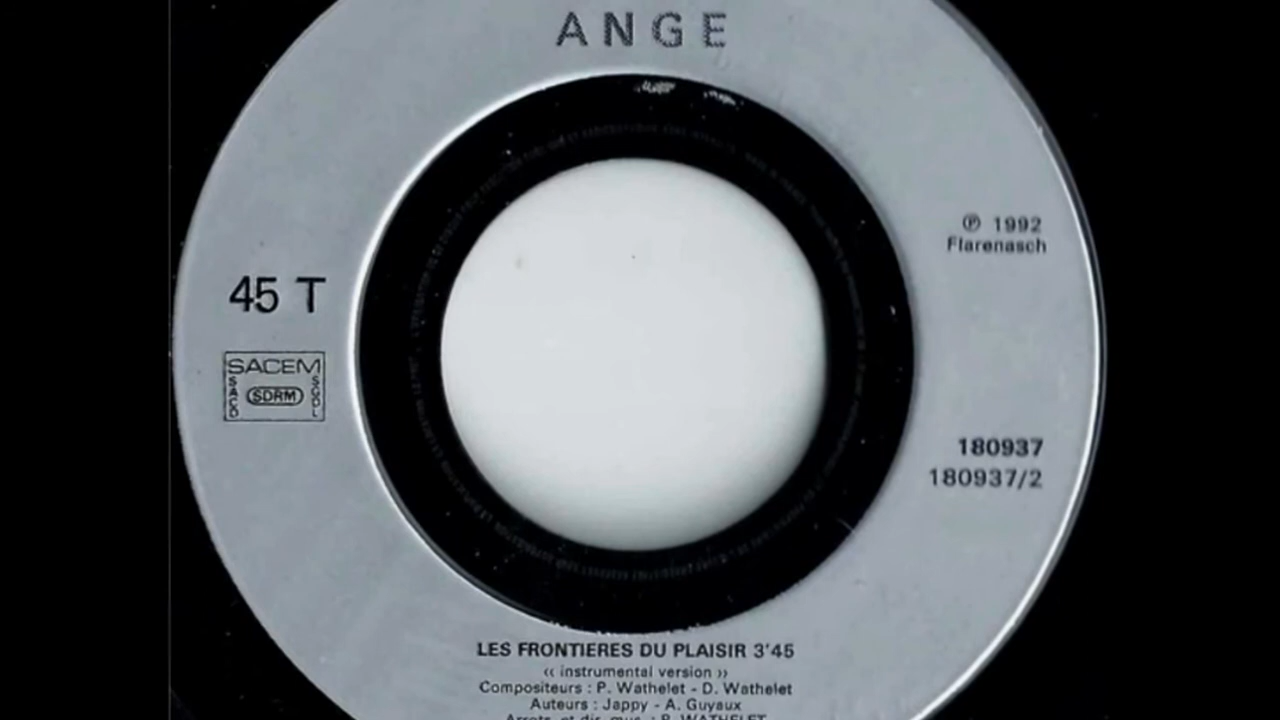 ANGE
℗ 1992
Flarenasch
45 T
SACEM
SACD
SDRM
SGDL
180937
180937/2
LES FRONTIERES DU PLAISIR 3'45
‹‹ instrumental version ››
Compositeurs : P. Wathelet - D. Wathelet
Auteurs : Jappy - A. Guyaux